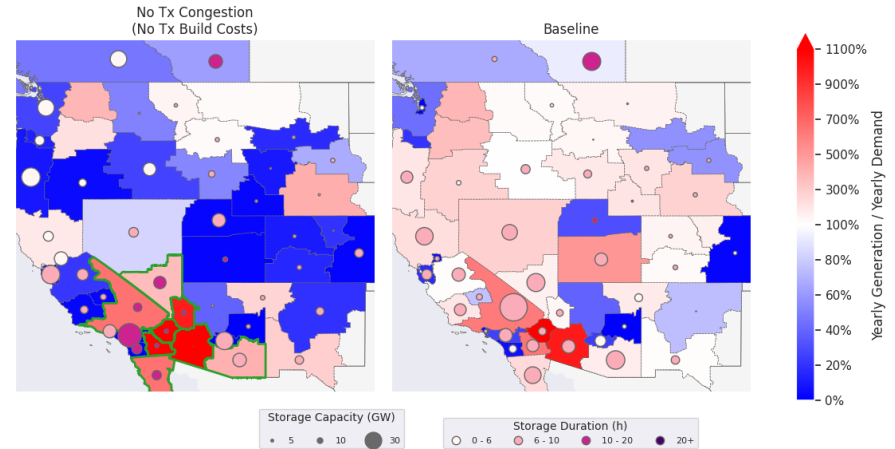 No Tx Congestion
(No Tx Build Costs)
Baseline
1100%
900%
700%
500%
300%
100%
80%
60%
40%
20%
0%
Yearly Generation / Yearly Demand
Storage Capacity (GW)
5 10 30
Storage Duration (h)
0 - 6 6 - 10 10 - 20 20+